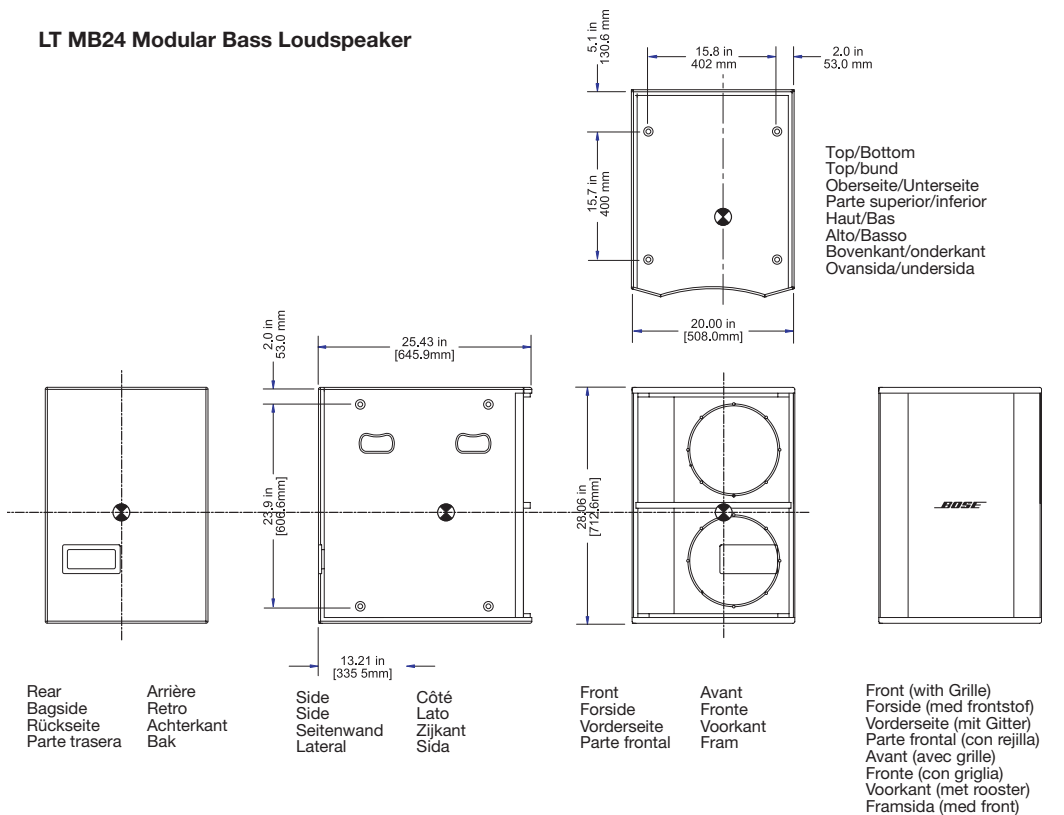 LT MB24 Modular Bass Loudspeaker
5.1 in
130.6 mm
15.8 in
402 mm
2.0 in
53.0 mm
15.7 in
400 mm
Top/Bottom
Top/bund
Oberseite/Unterseite
Parte superior/inferior
Haut/Bas
Alto/Basso
Bovenkant/onderkant
Ovansida/undersida
20.00 in
[508.0mm]
2.0 in
53.0 mm
25.43 in
[645.9mm]
23.9 in
[606.6mm]
28.06 in
[712.6mm]
BOSE
13.21 in
[335 5mm]
Rear
Bagside
Rückseite
Parte trasera
Arrière
Retro
Achterkant
Bak
Side
Side
Seitenwand
Lateral
Côté
Lato
Zijkant
Sida
Front
Forside
Vorderseite
Parte frontal
Avant
Fronte
Voorkant
Fram
Front (with Grille)
Forside (med frontstof)
Vorderseite (mit Gitter)
Parte frontal (con rejilla)
Avant (avec grille)
Fronte (con griglia)
Voorkant (met rooster)
Framsida (med front)